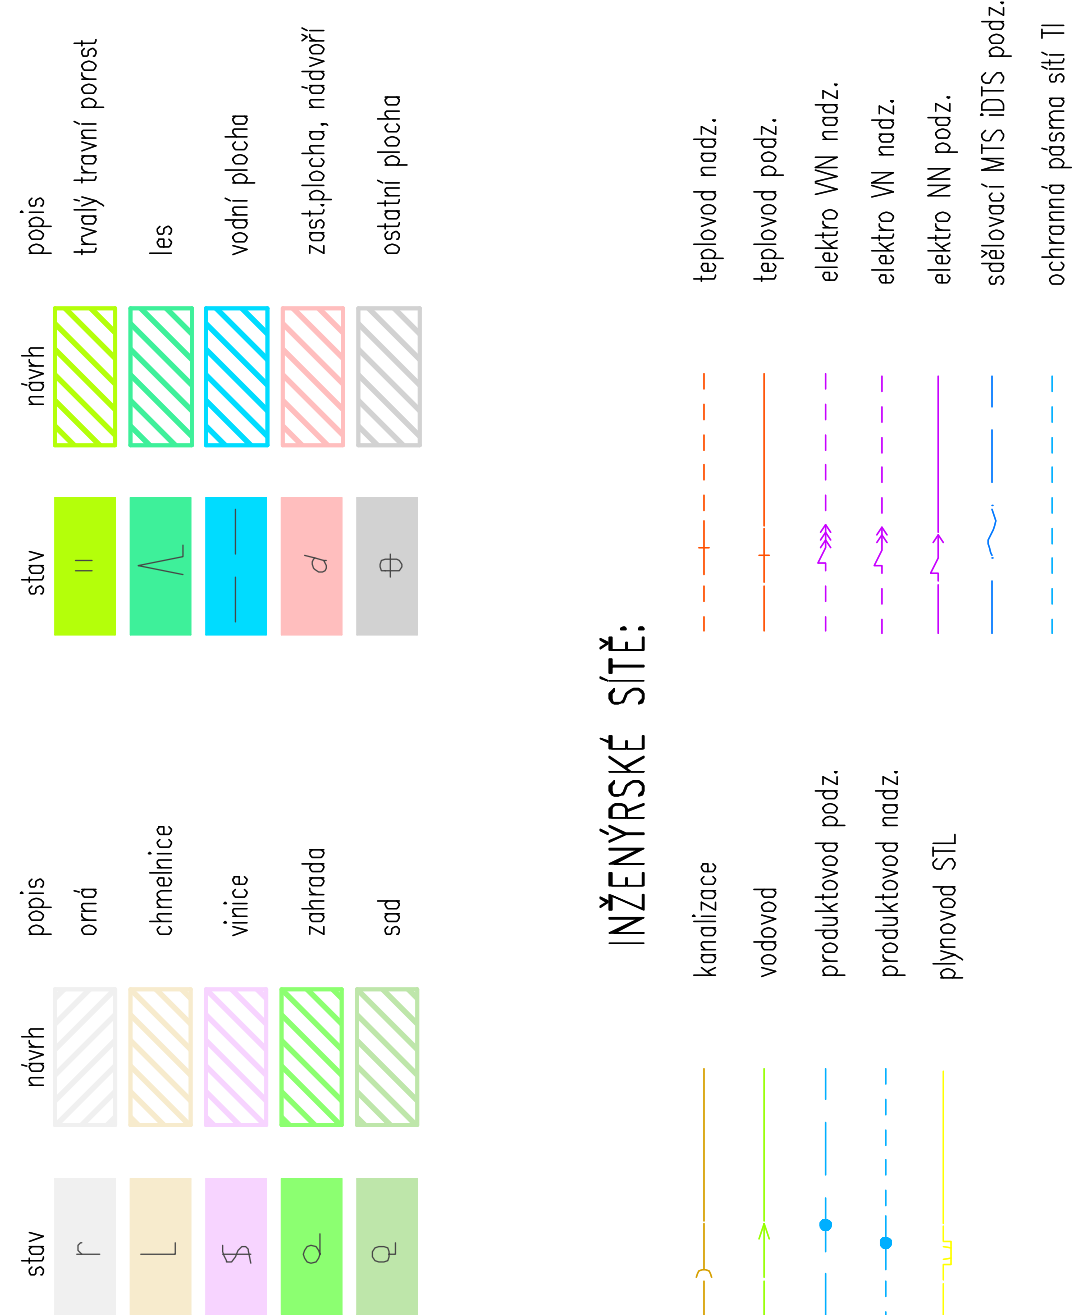 stav návrh popis
orná
chmelnice
vinice
zahrada
sad
stav návrh popis
trvalý travní porost
les
vodní plocha
zast.plocha, nádvoří
ostatní plocha
INŽENÝRSKÉ SÍTĚ:
kanalizace
vodovod
produktovod podz.
produktovod nadz.
plynovod STL
teplovod nadz.
teplovod podz.
elektro VVN nadz.
elektro VN nadz.
elektro NN podz.
sdělovací MTS iDTS podz.
ochranná pásma sítí TI